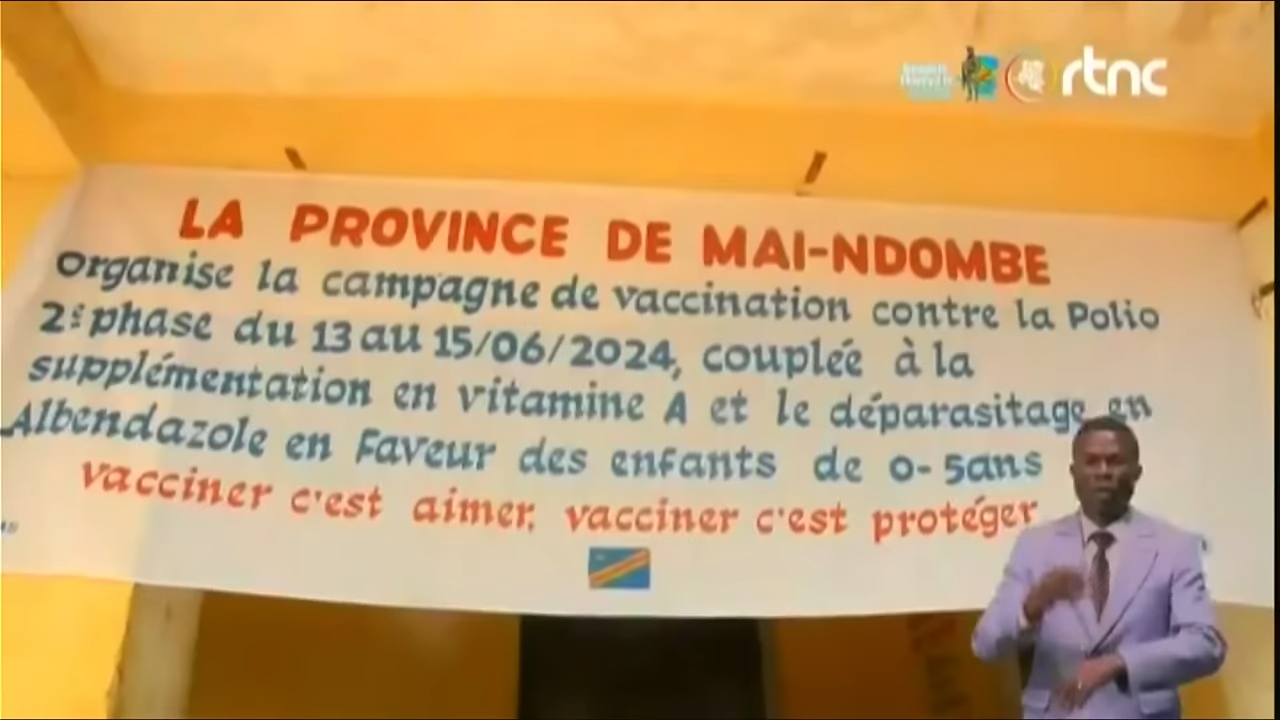 rtnc
LA PROVINCE DE MAI-NDOMBE
organise la campagne de vaccination contre la Polio
2e phase du 13 au 15/06/2024, couplée à la
supplémentation en vitamine A et le déparasitage en
Albendazole en Faveur des enfants de 0-5ans
vacciner c'est aimer, vacciner c'est protéger